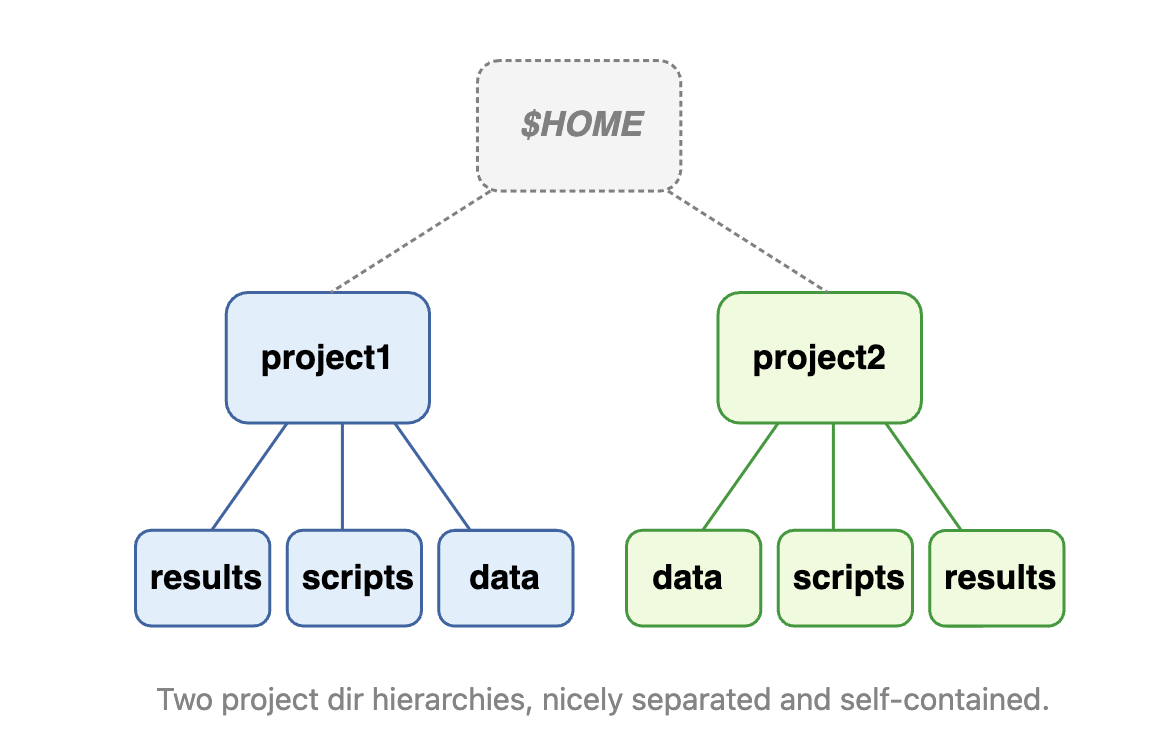 $HOME
project1
project2
results
scripts
data
data
scripts
results
Two project dir hierarchies, nicely separated and self-contained.